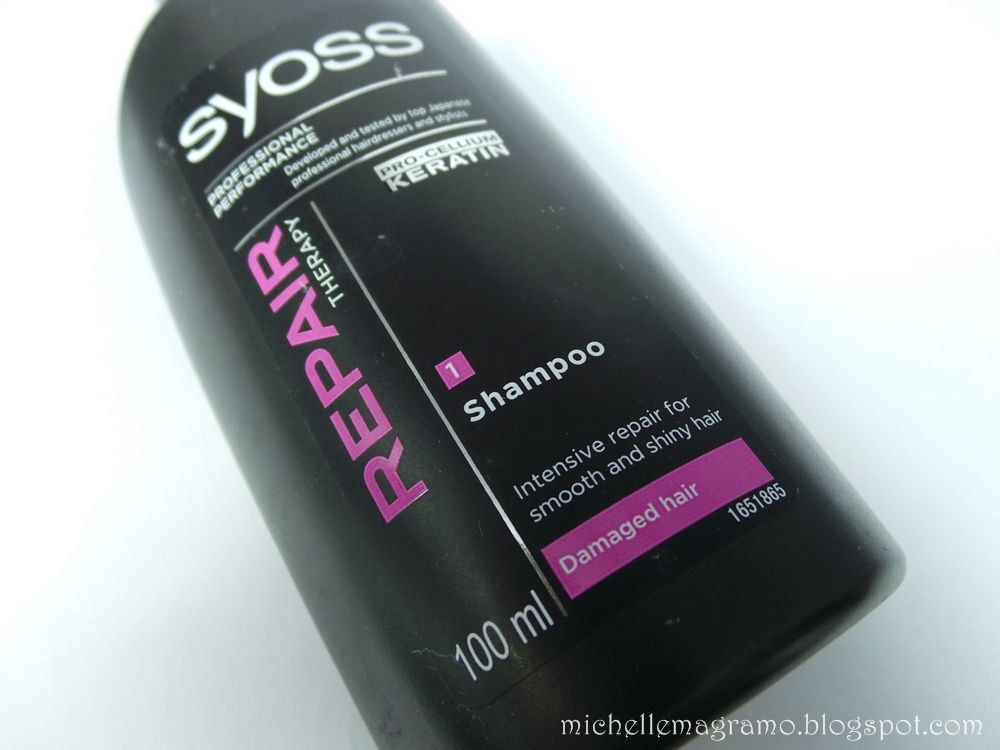 syoss
PROFESSIONAL
PERFORMANCE
Developed and tested by top Japanese
professional hairdressers and stylists
PRO-CELLIUM
KERATIN
REPAIR
THERAPY
1
Shampoo
Intensive repair for
smooth and shiny hair
Damaged hair
1651865
100 ml
michellemagramo.blogspot.com